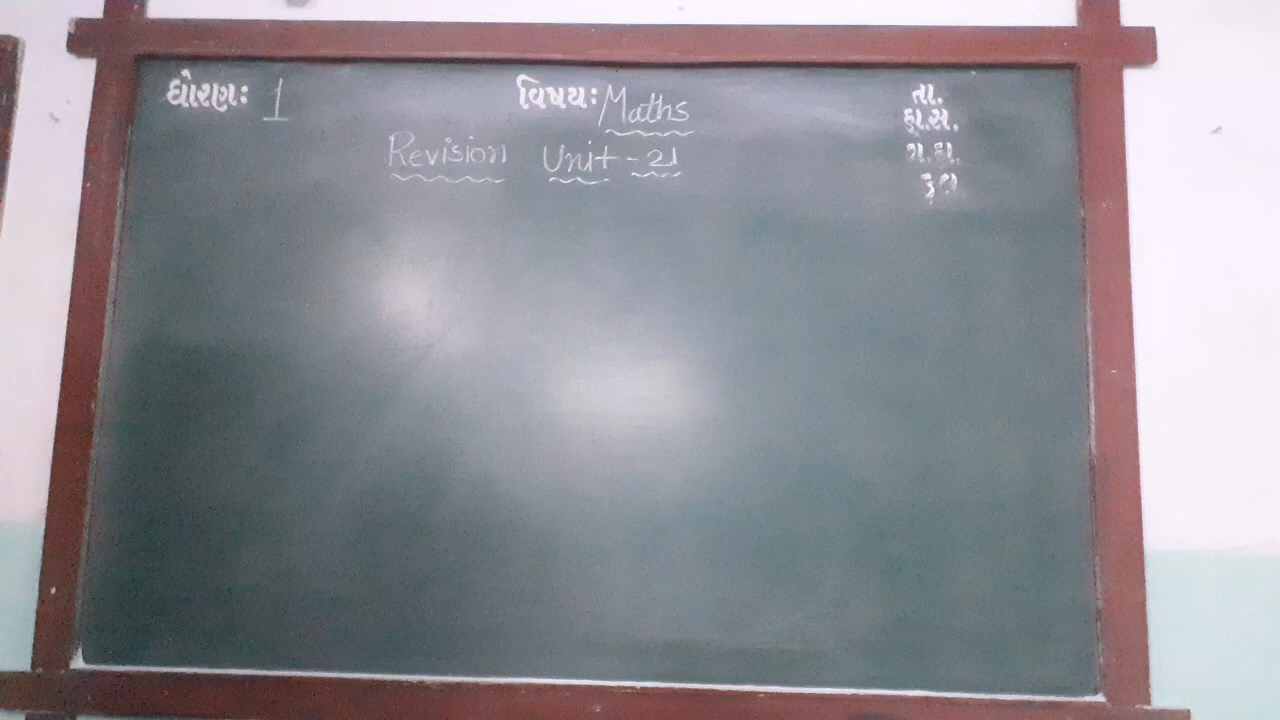 ધોરણઃ 1 વિષયઃ Maths
તા.
હા.સ.
Revision Unit - 21
ગ.હા.
કુલ